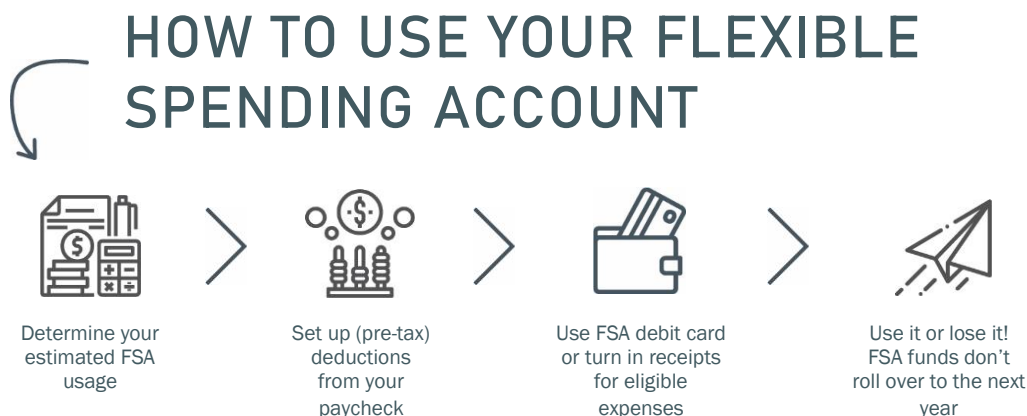 HOW TO USE YOUR FLEXIBLE
SPENDING ACCOUNT
Determine your
estimated FSA
usage
Set up (pre-tax)
deductions
from your
paycheck
Use FSA debit card
or turn in receipts
for eligible
expenses
Use it or lose it!
FSA funds don't
roll over to the next
year